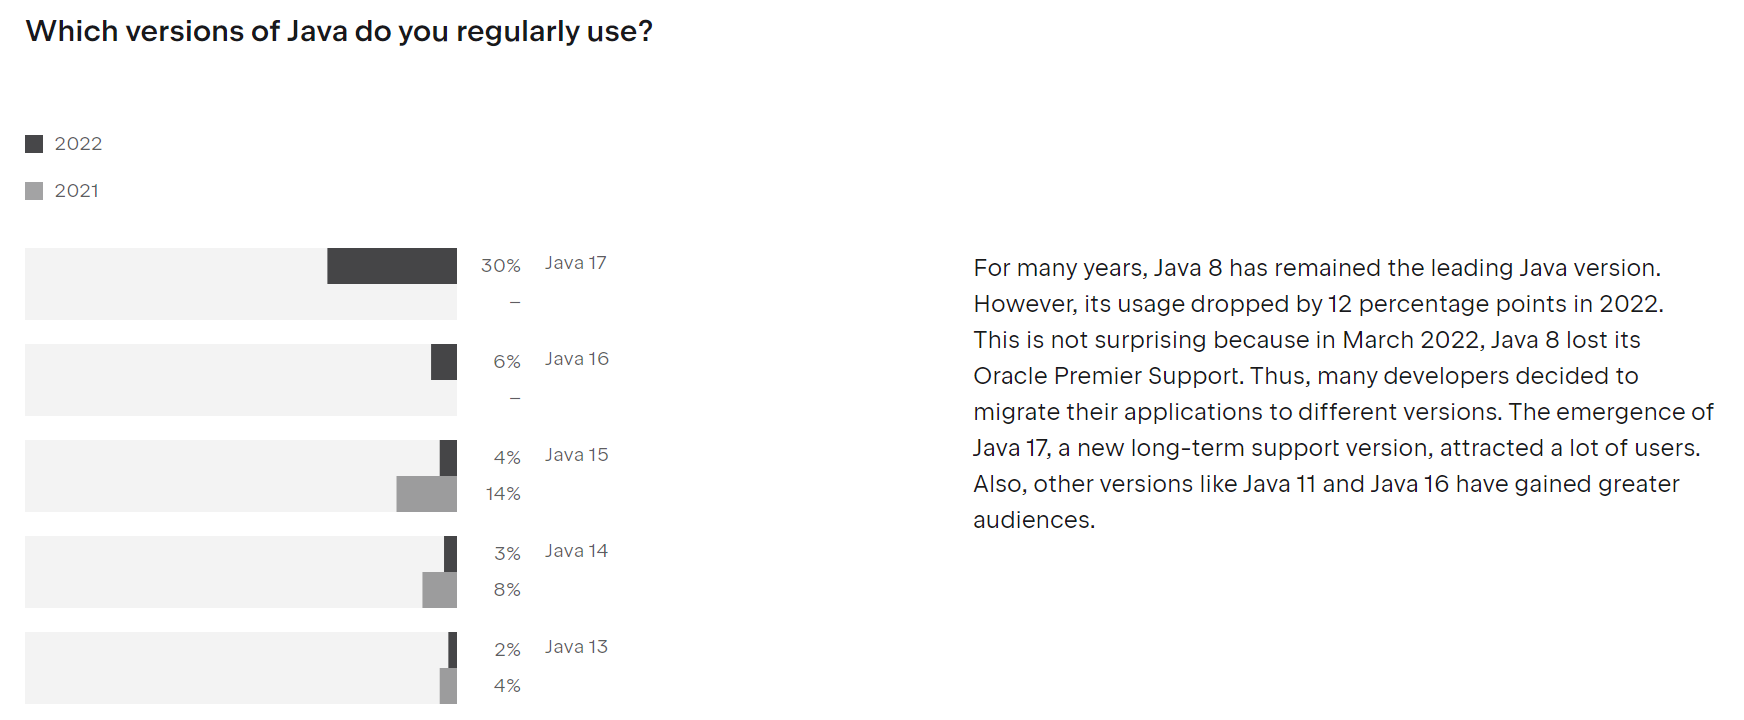 Which versions of Java do you regularly use?
2022
2021
30% Java 17
–
6% Java 16
–
4% Java 15
14%
3% Java 14
8%
2% Java 13
4%
For many years, Java 8 has remained the leading Java version.
However, its usage dropped by 12 percentage points in 2022.
This is not surprising because in March 2022, Java 8 lost its
Oracle Premier Support. Thus, many developers decided to
migrate their applications to different versions. The emergence of
Java 17, a new long-term support version, attracted a lot of users.
Also, other versions like Java 11 and Java 16 have gained greater
audiences.